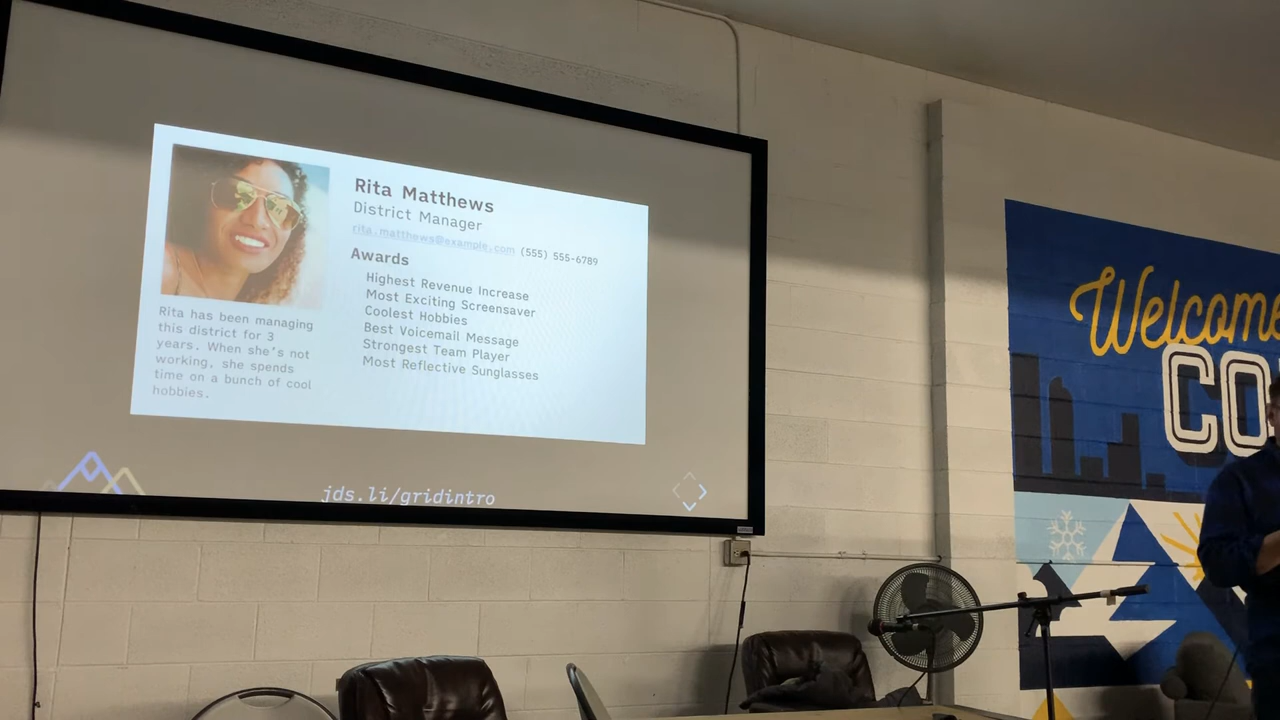 Rita Matthews
District Manager
rita.matthews@example.com (555) 555-6789
Awards
Highest Revenue Increase
Most Exciting Screensaver
Coolest Hobbies
Best Voicemail Message
Strongest Team Player
Most Reflective Sunglasses
Rita has been managing
this district for 3
years. When she's not
working, she spends
time on a bunch of cool
hobbies.
jds.li/gridintro
Welcome
CO